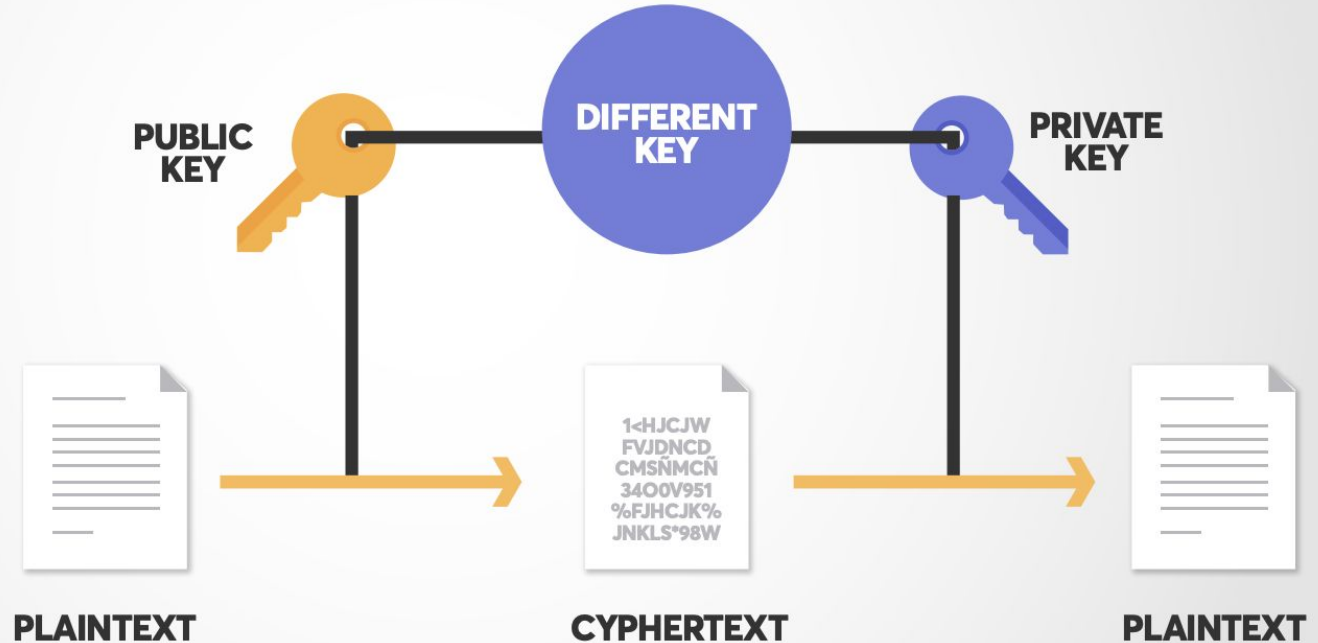 DIFFERENT
KEY
PUBLIC
KEY
PRIVATE
KEY
1<HJCJW
FVJDNCD
CMSÑMCÑ
34O0V951
%FJHCJK%
JNKLS*98W
PLAINTEXT
CYPHERTEXT
PLAINTEXT